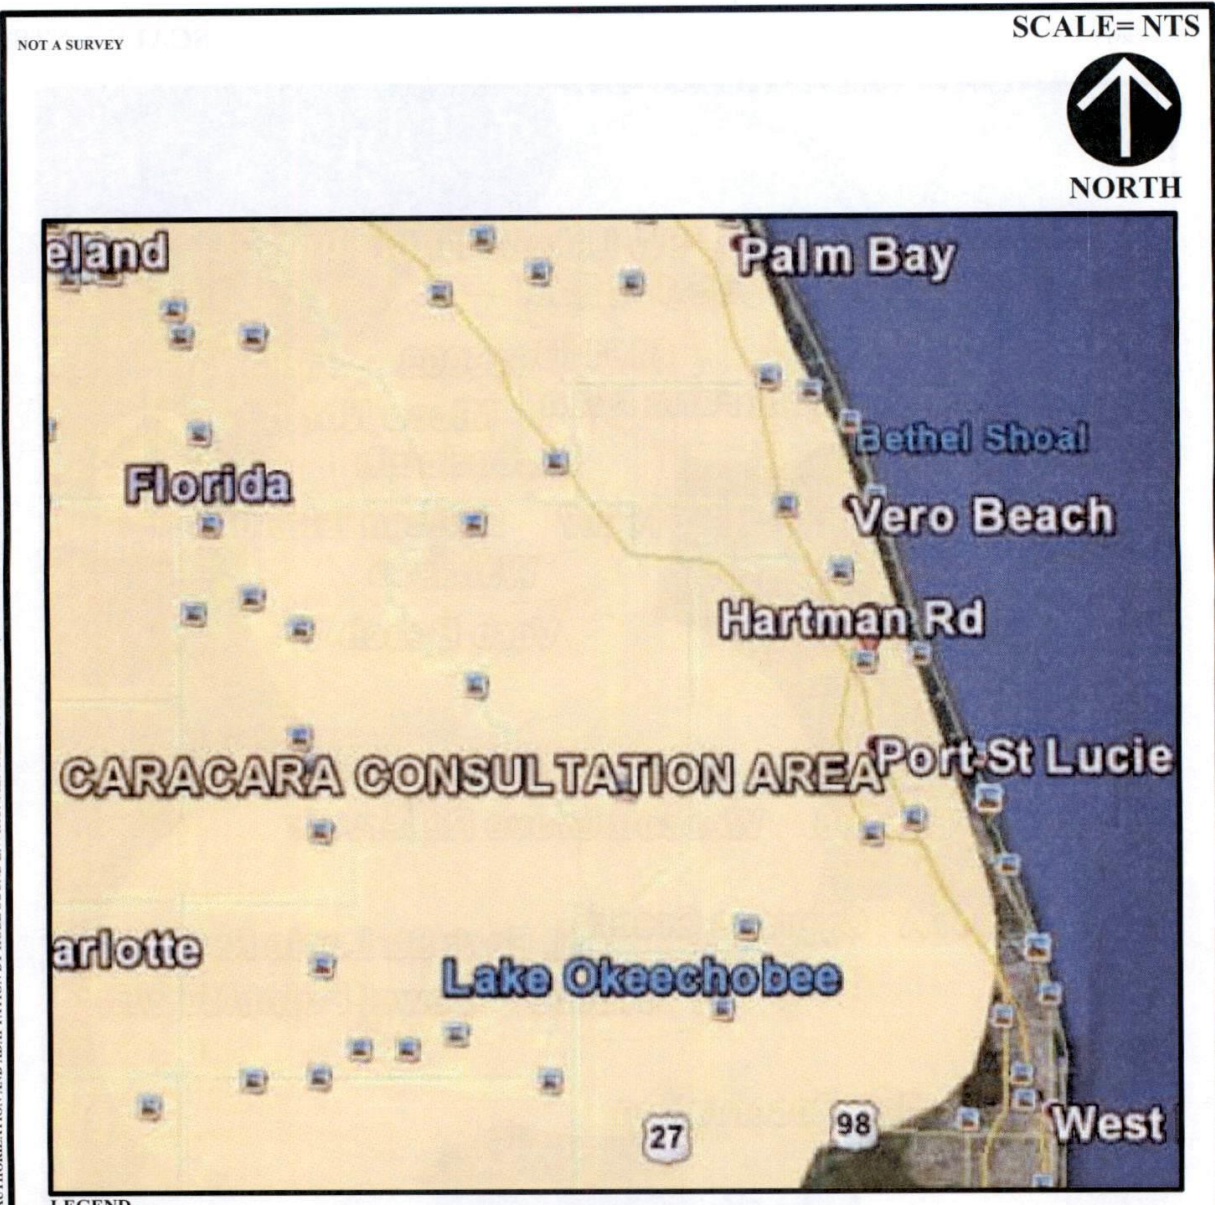 SCALE= NTS
NOT A SURVEY
NORTH
eland
Palm Bay
Bethel Shoal
Florida
Vero Beach
Hartman Rd
CARACARA CONSULTATION AREA
Port St Lucie
arlotte
Lake Okeechobee
27
98
West
LEGEND